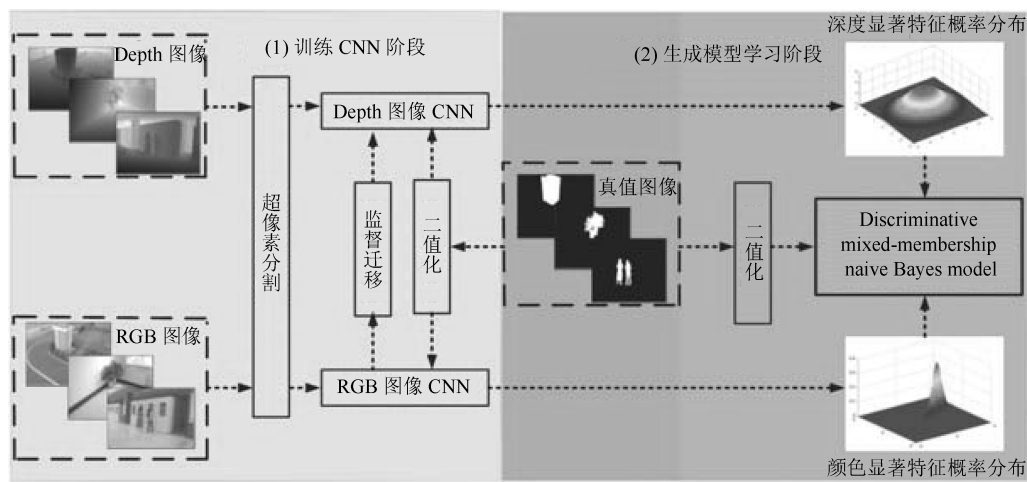 深度显著特征概率分布
(1) 训练 CNN 阶段
(2) 生成模型学习阶段
Depth 图像
Depth 图像 CNN
超像素分割
监督迁移
二值化
真值图像
二值化
Discriminative
mixed-membership
naive Bayes model
RGB 图像
RGB 图像 CNN
颜色显著特征概率分布